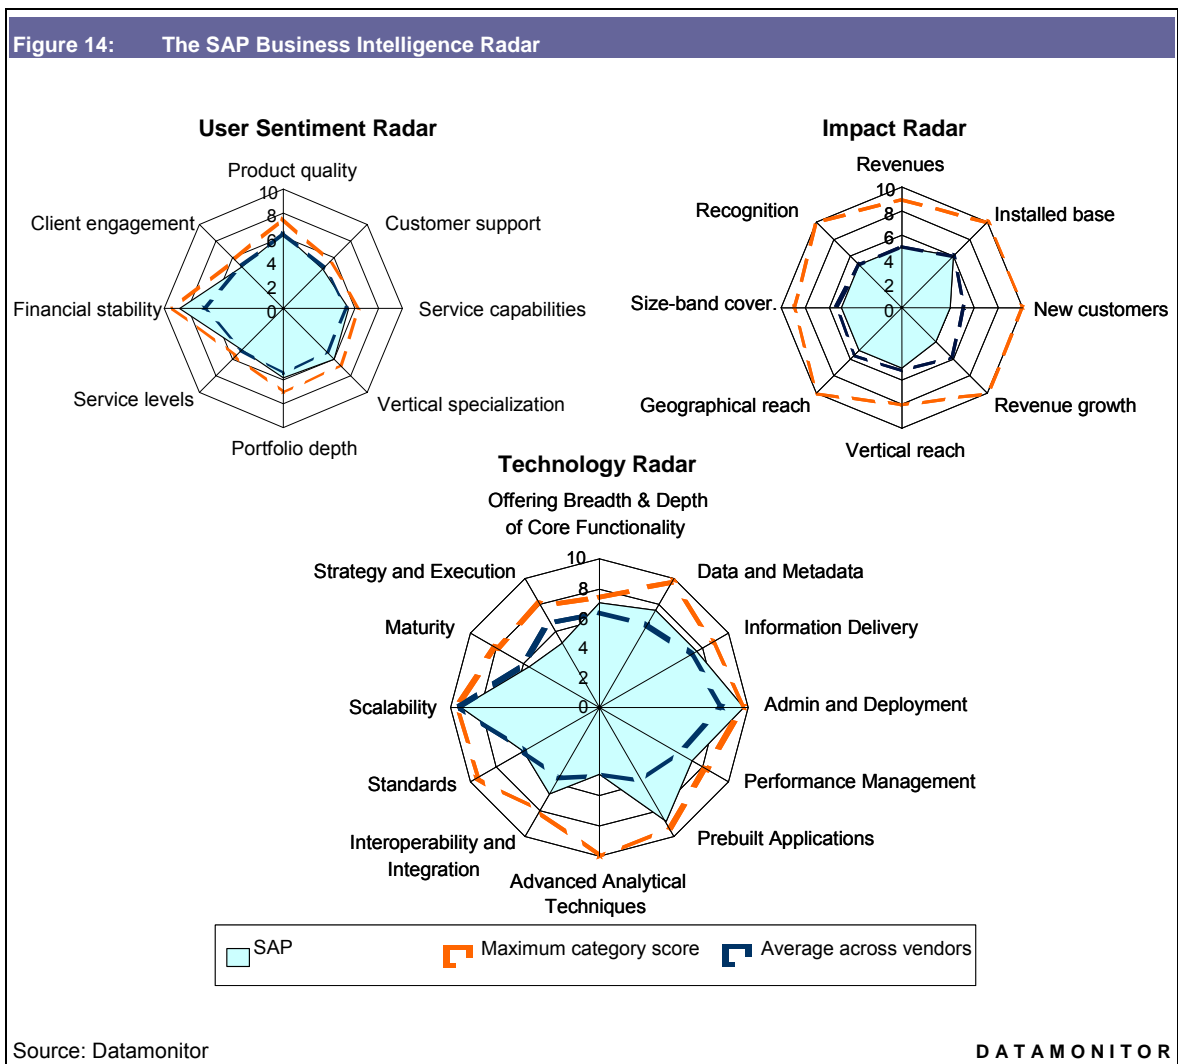 Figure 14: The SAP Business Intelligence Radar
User Sentiment Radar
Product quality
Customer support
Service capabilities
Vertical specialization
Portfolio depth
Service levels
Financial stability
Client engagement
10
8
6
4
2
0
Impact Radar
Revenues
Installed base
New customers
Revenue growth
Vertical reach
Geographical reach
Size-band cover.
Recognition
10
8
6
4
2
0
Technology Radar
Offering Breadth & Depth
of Core Functionality
Data and Metadata
Information Delivery
Admin and Deployment
Performance Management
Prebuilt Applications
Advanced Analytical
Techniques
Interoperability and
Integration
Standards
Scalability
Maturity
Strategy and Execution
10
8
6
4
2
0
SAP
Maximum category score
Average across vendors
Source: Datamonitor
DATAMONITOR